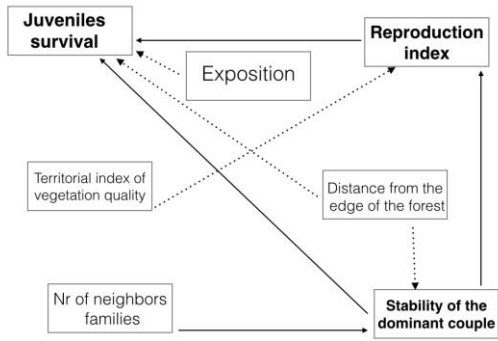 Juveniles
survival
Reproduction
index
Exposition
Territorial index of
vegetation quality
Distance from the
edge of the forest
Nr of neighbors
families
Stability of the
dominant couple